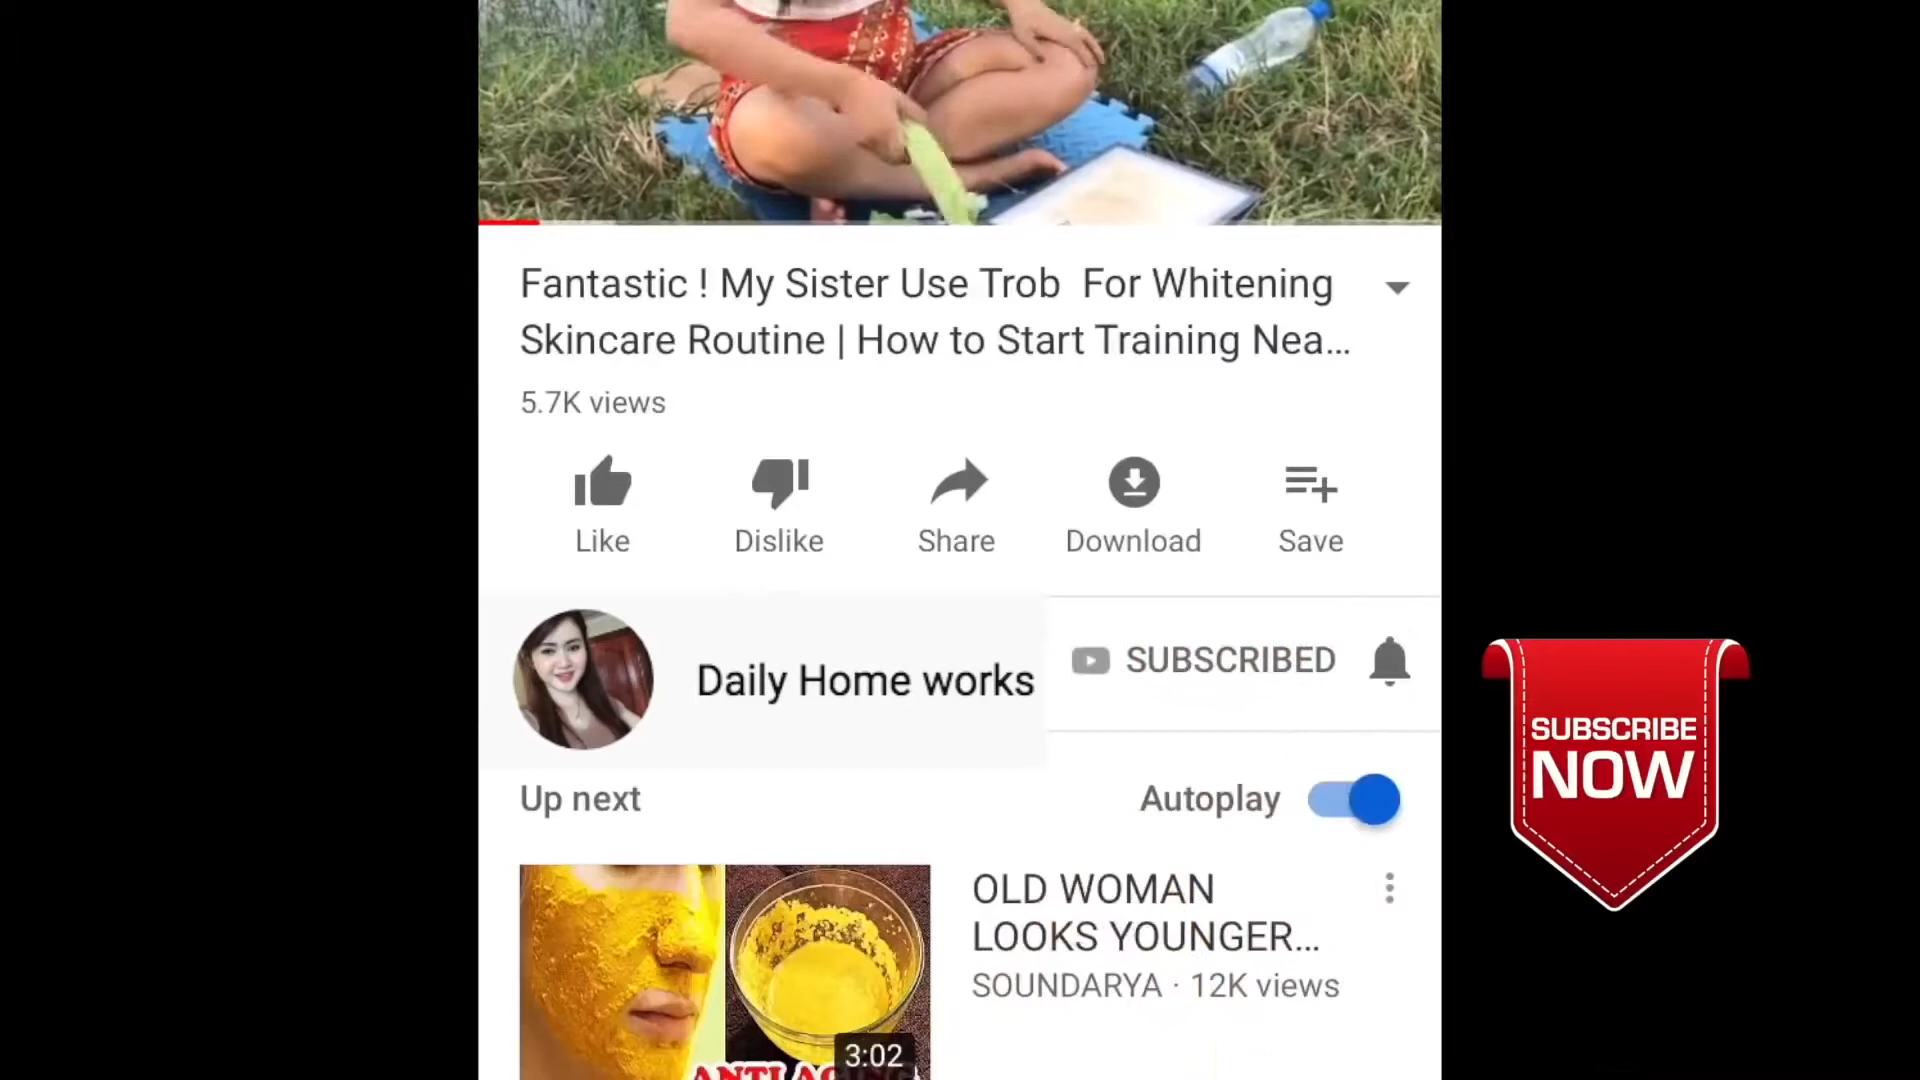 Fantastic ! My Sister Use Trob For Whitening
Skincare Routine | How to Start Training Nea...
5.7K views
Like
Dislike
Share
Download
Save
Daily Home works
SUBSCRIBED
SUBSCRIBE
NOW
Up next
Autoplay
OLD WOMAN
LOOKS YOUNGER...
SOUNDARYA · 12K views
3:02